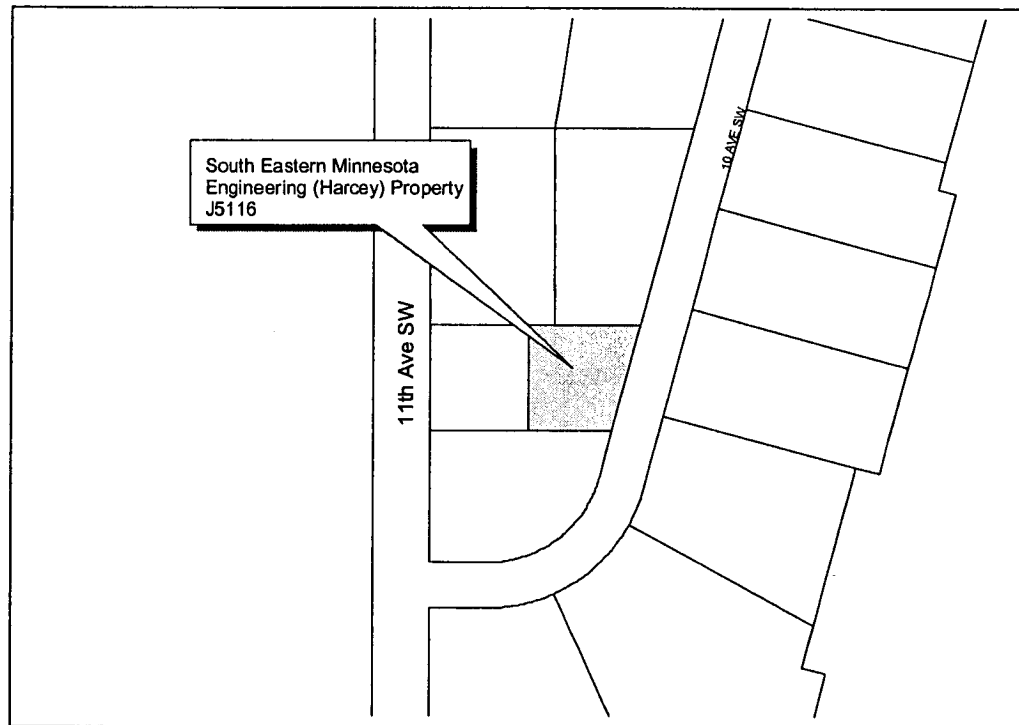 South Eastern Minnesota
Engineering (Harcey) Property
J5116
10 AVE SW
11th Ave SW